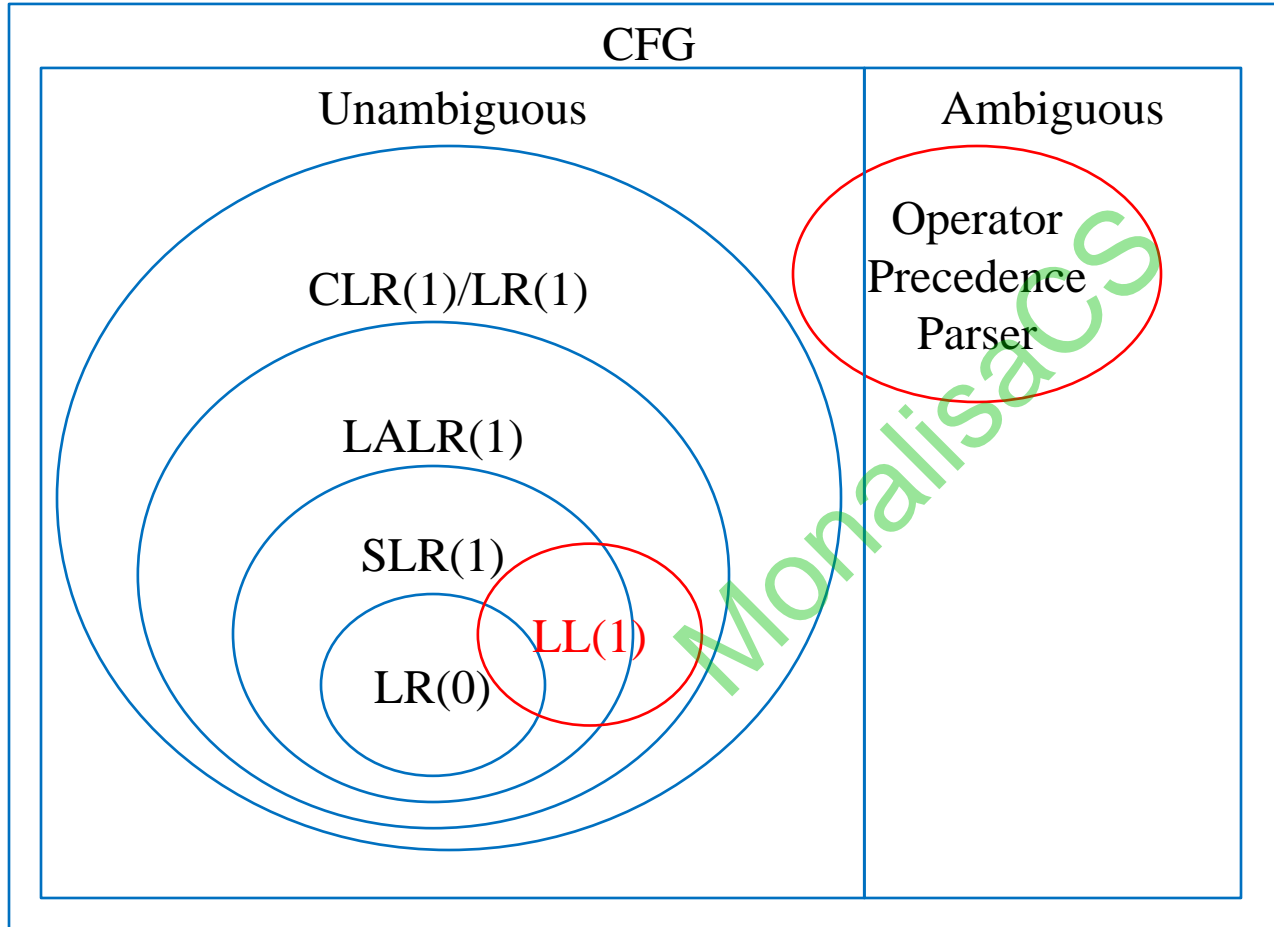 CFG
Unambiguous
Ambiguous
Operator
Precedence
Parser
CLR(1)/LR(1)
LALR(1)
SLR(1)
LL(1)
LR(0)
MonalisaCS